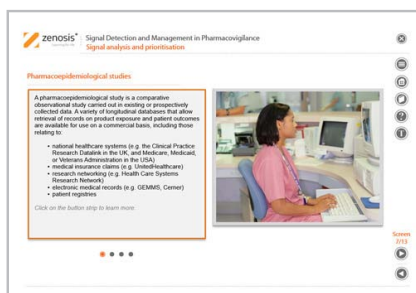 zenosis®
Signal Detection and Management in Pharmacovigilance
Signal analysis and prioritisation
Pharmacoepidemiological studies
A pharmacoepidemiological study is a comparative
observational study carried out in existing or prospectively
collected data. A variety of longitudinal databases that allow
retrieval of records on product exposure and patient outcomes
are available for use on a commercial basis, including those
relating to:
• national healthcare systems (e.g. the Clinical Practice
Research Datalink in the UK, and Medicare, Medicaid,
or Veterans Administration in the USA)
• medical insurance claims (e.g. UnitedHealthcare)
• research networking (e.g. Health Care Systems
Research Network)
• electronic medical records (e.g. GEMMS, Cerner)
• patient registries
Click on the button strip to learn more.
Screen
7/13